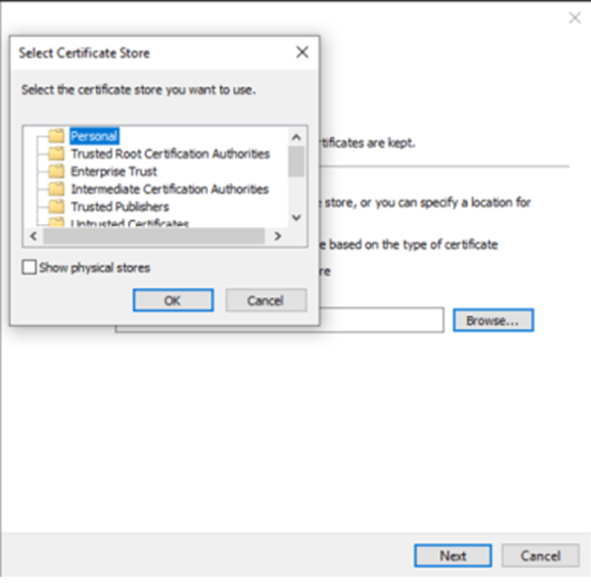 Select Certificate Store
Select the certificate store you want to use.
Personal
Trusted Root Certification Authorities
Enterprise Trust
Intermediate Certification Authorities
Trusted Publishers
Untrusted Certificates
Show physical stores
OK Cancel
are kept.
store, or you can specify a location for
based on the type of certificate
Browse...
Next Cancel